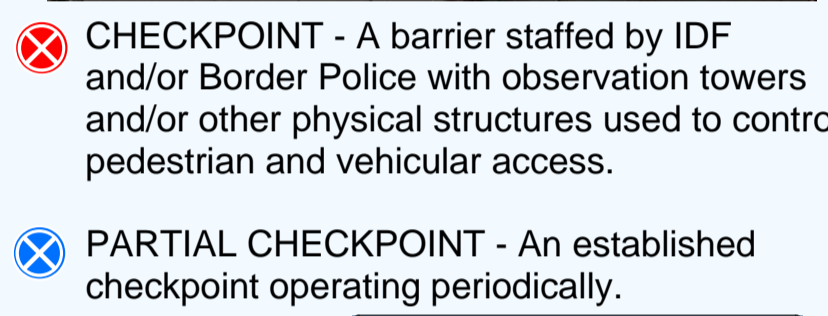 CHECKPOINT - A barrier staffed by IDF
and/or Border Police with observation towers
and/or other physical structures used to contro
pedestrian and vehicular access.
PARTIAL CHECKPOINT - An established
checkpoint operating periodically.